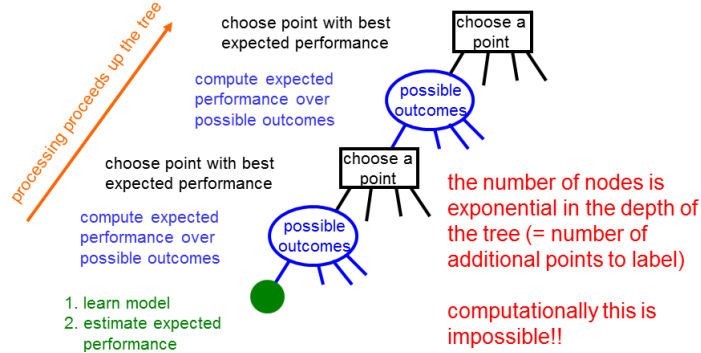 processing proceeds up the tree
choose point with best
expected performance
choose a
point
compute expected
performance over
possible outcomes
possible
outcomes
choose point with best
expected performance
choose a
point
compute expected
performance over
possible outcomes
possible
outcomes
the number of nodes is
exponential in the depth of
the tree (= number of
additional points to label)
computationally this is
impossible!!
1. learn model
2. estimate expected
performance